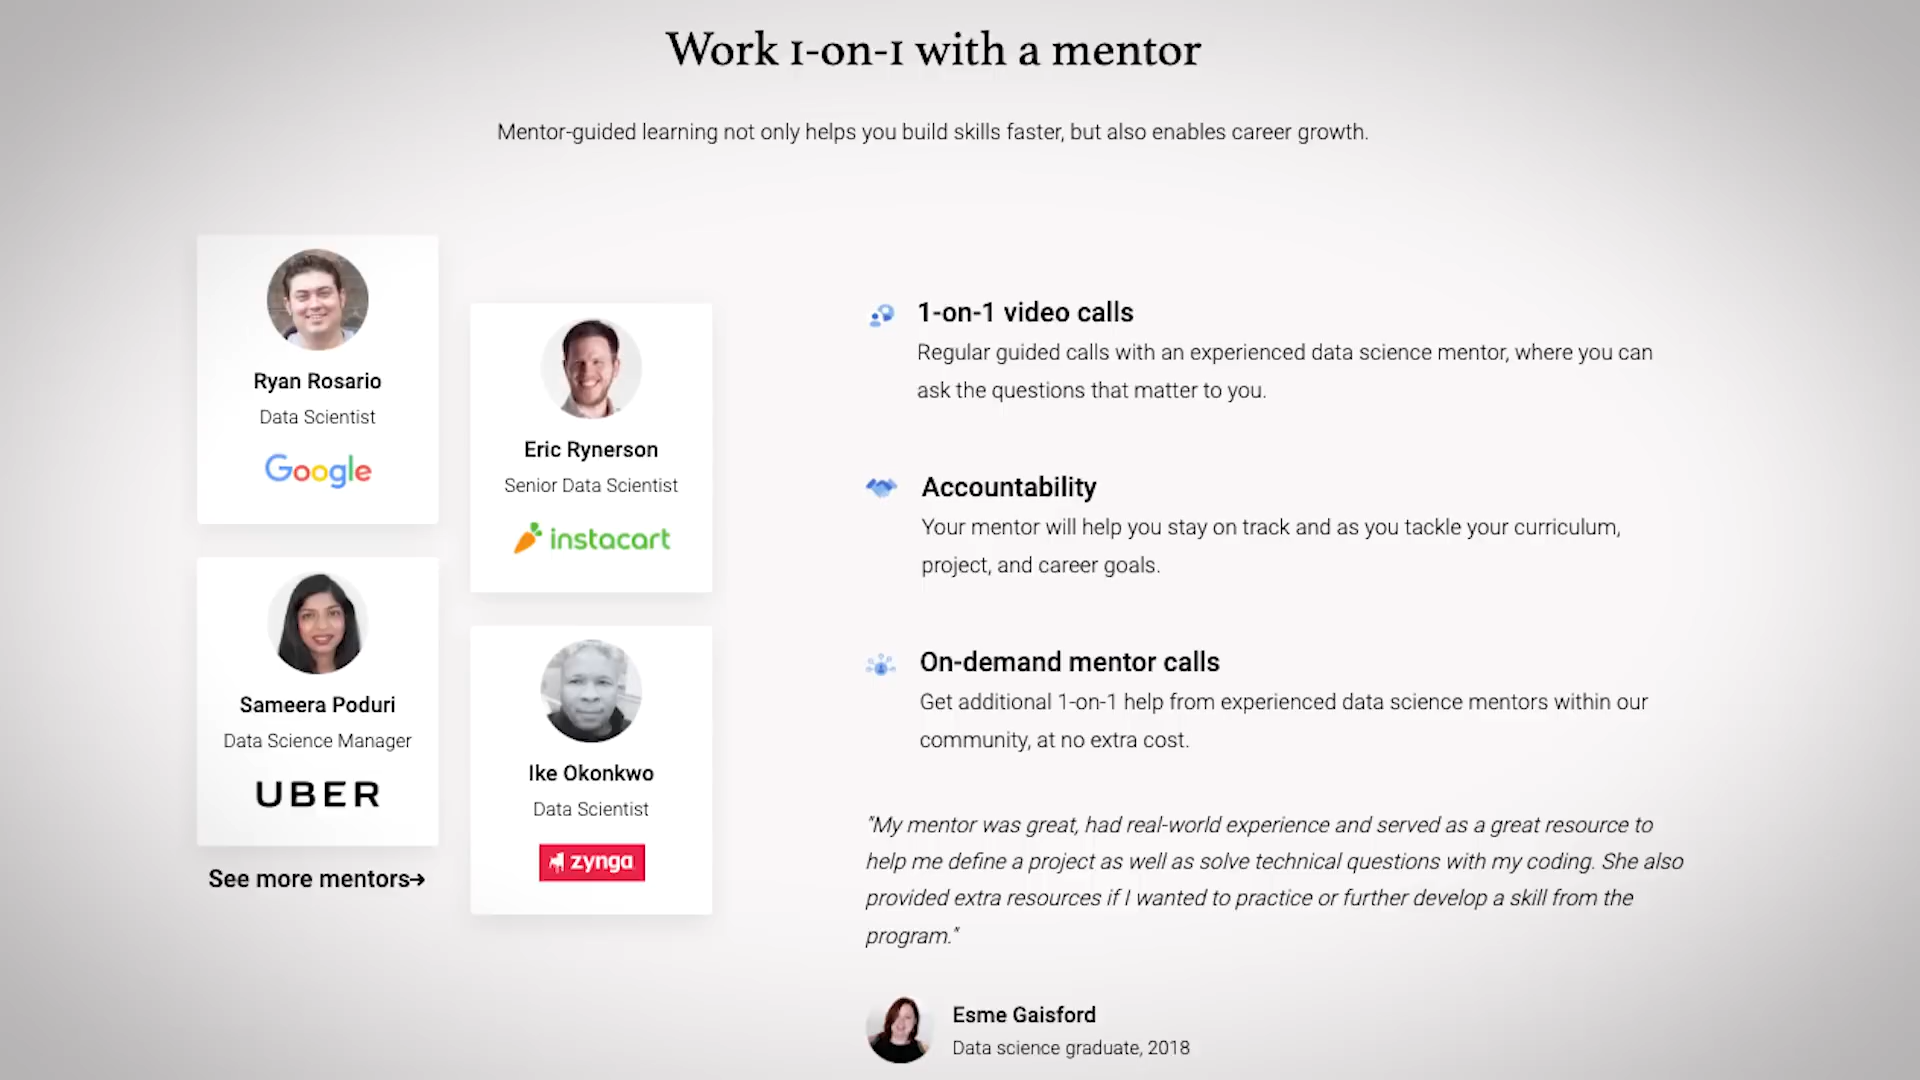 Work 1-on-1 with a mentor
Mentor-guided learning not only helps you build skills faster, but also enables career growth.
Ryan Rosario
Data Scientist
Google
Eric Rynerson
Senior Data Scientist
instacart
Sameera Poduri
Data Science Manager
UBER
See more mentors→
Ike Okonkwo
Data Scientist
zynga
1-on-1 video calls
Regular guided calls with an experienced data science mentor, where you can
ask the questions that matter to you.
Accountability
Your mentor will help you stay on track and as you tackle your curriculum,
project, and career goals.
On-demand mentor calls
Get additional 1-on-1 help from experienced data science mentors within our
community, at no extra cost.
"My mentor was great, had real-world experience and served as a great resource to
help me define a project as well as solve technical questions with my coding. She also
provided extra resources if I wanted to practice or further develop a skill from the
program."
Esme Gaisford
Data science graduate, 2018